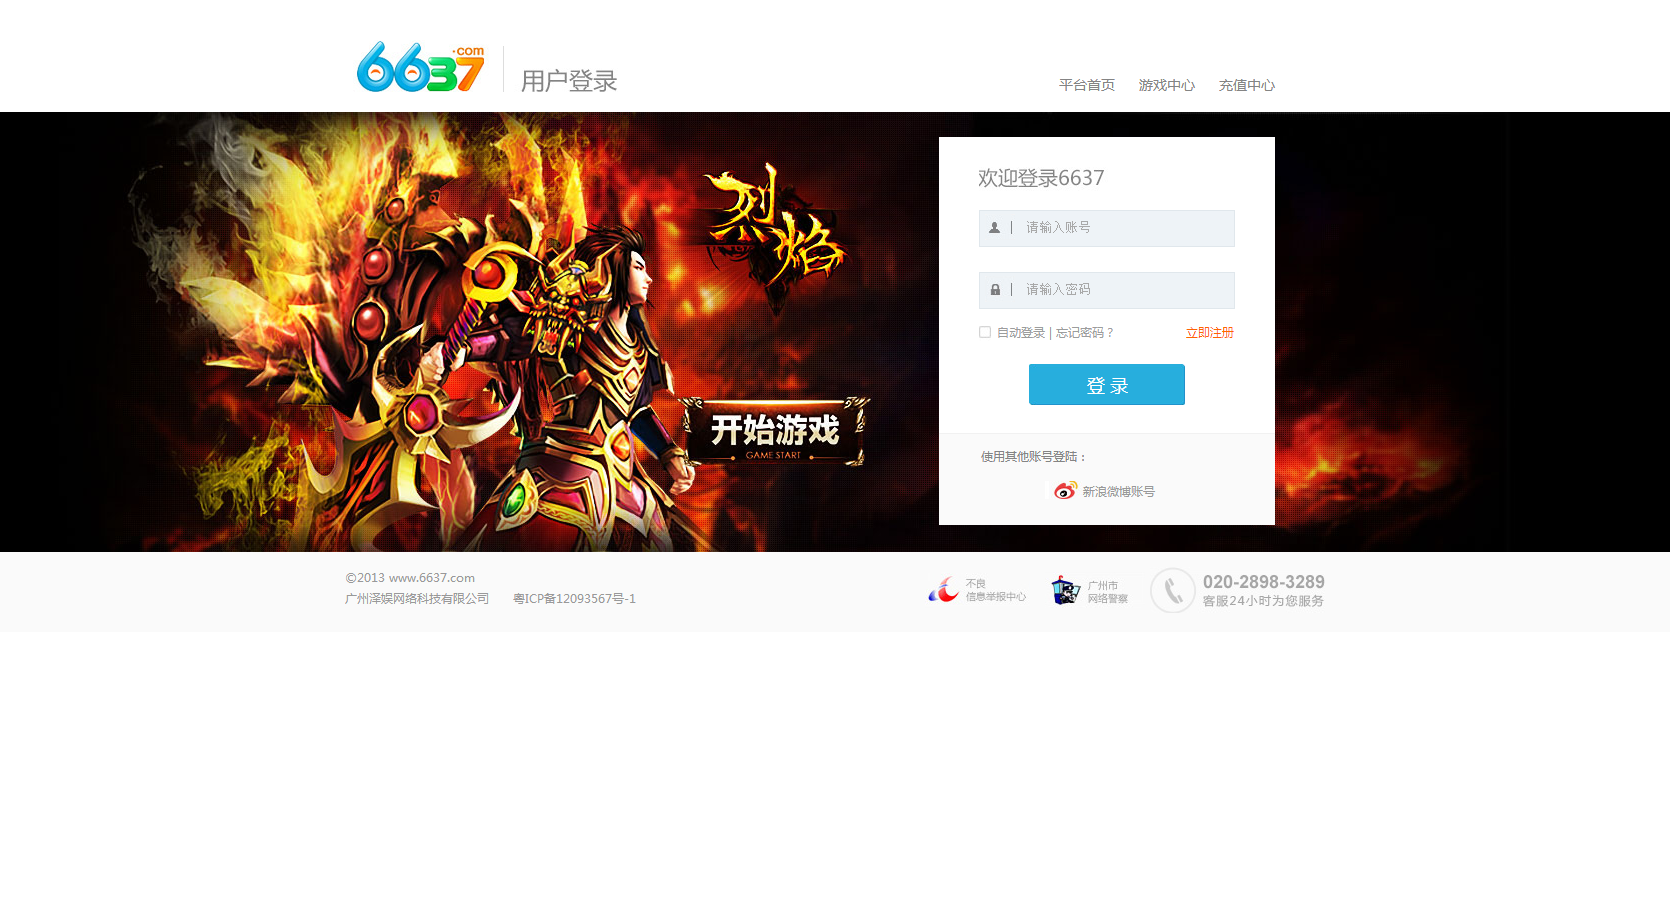 6637.com
用户登录
平台首页 游戏中心 充值中心
烈焰
开始游戏
GAME START
欢迎登录6637
请输入账号
请输入密码
自动登录 | 忘记密码？ 立即注册
登 录
使用其他账号登陆：
新浪微博账号
©2013 www.6637.com
广州泽娱网络科技有限公司 粤ICP备12093567号-1
不良
信息举报中心
广州市
网络警察
020-2898-3289
客服24小时为您服务